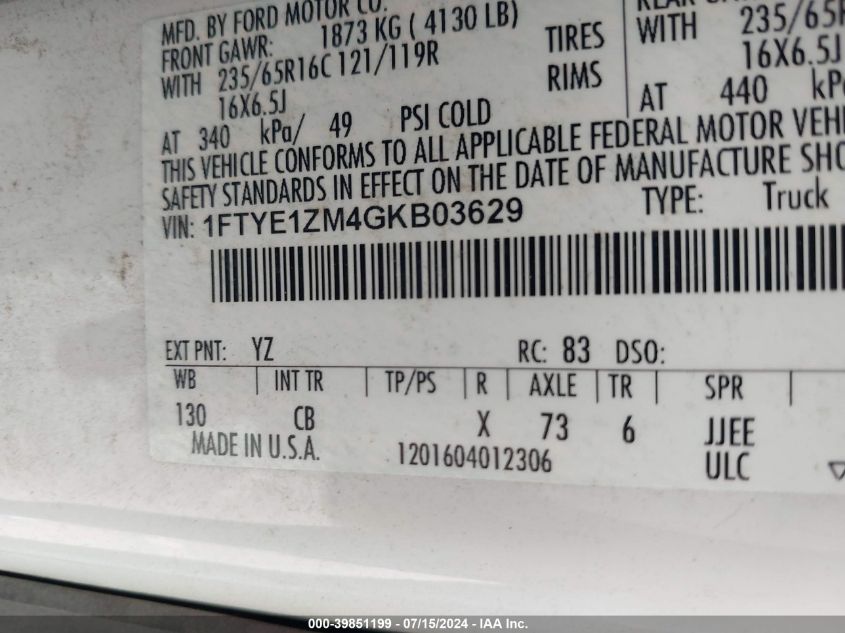 MFD. BY FORD MOTOR CO.
FRONT GAWR: 1873 KG ( 4130 LB)
WITH 235/65R16C 121/119R TIRES
16X6.5J RIMS
AT 340 kPa/ 49 PSI COLD
WITH 235/65R
16X6.5J
AT 440 kPa
THIS VEHICLE CONFORMS TO ALL APPLICABLE FEDERAL MOTOR VEHI
SAFETY STANDARDS IN EFFECT ON THE DATE OF MANUFACTURE SHO
VIN: 1FTYE1ZM4GKB03629 TYPE: Truck
EXT PNT: YZ RC: 83 DSO:
WB INT TR TP/PS R AXLE TR SPR
130 CB X 73 6 JJEE
MADE IN U.S.A. 1201604012306 ULC
000-39851199 - 07/15/2024 - IAA Inc.